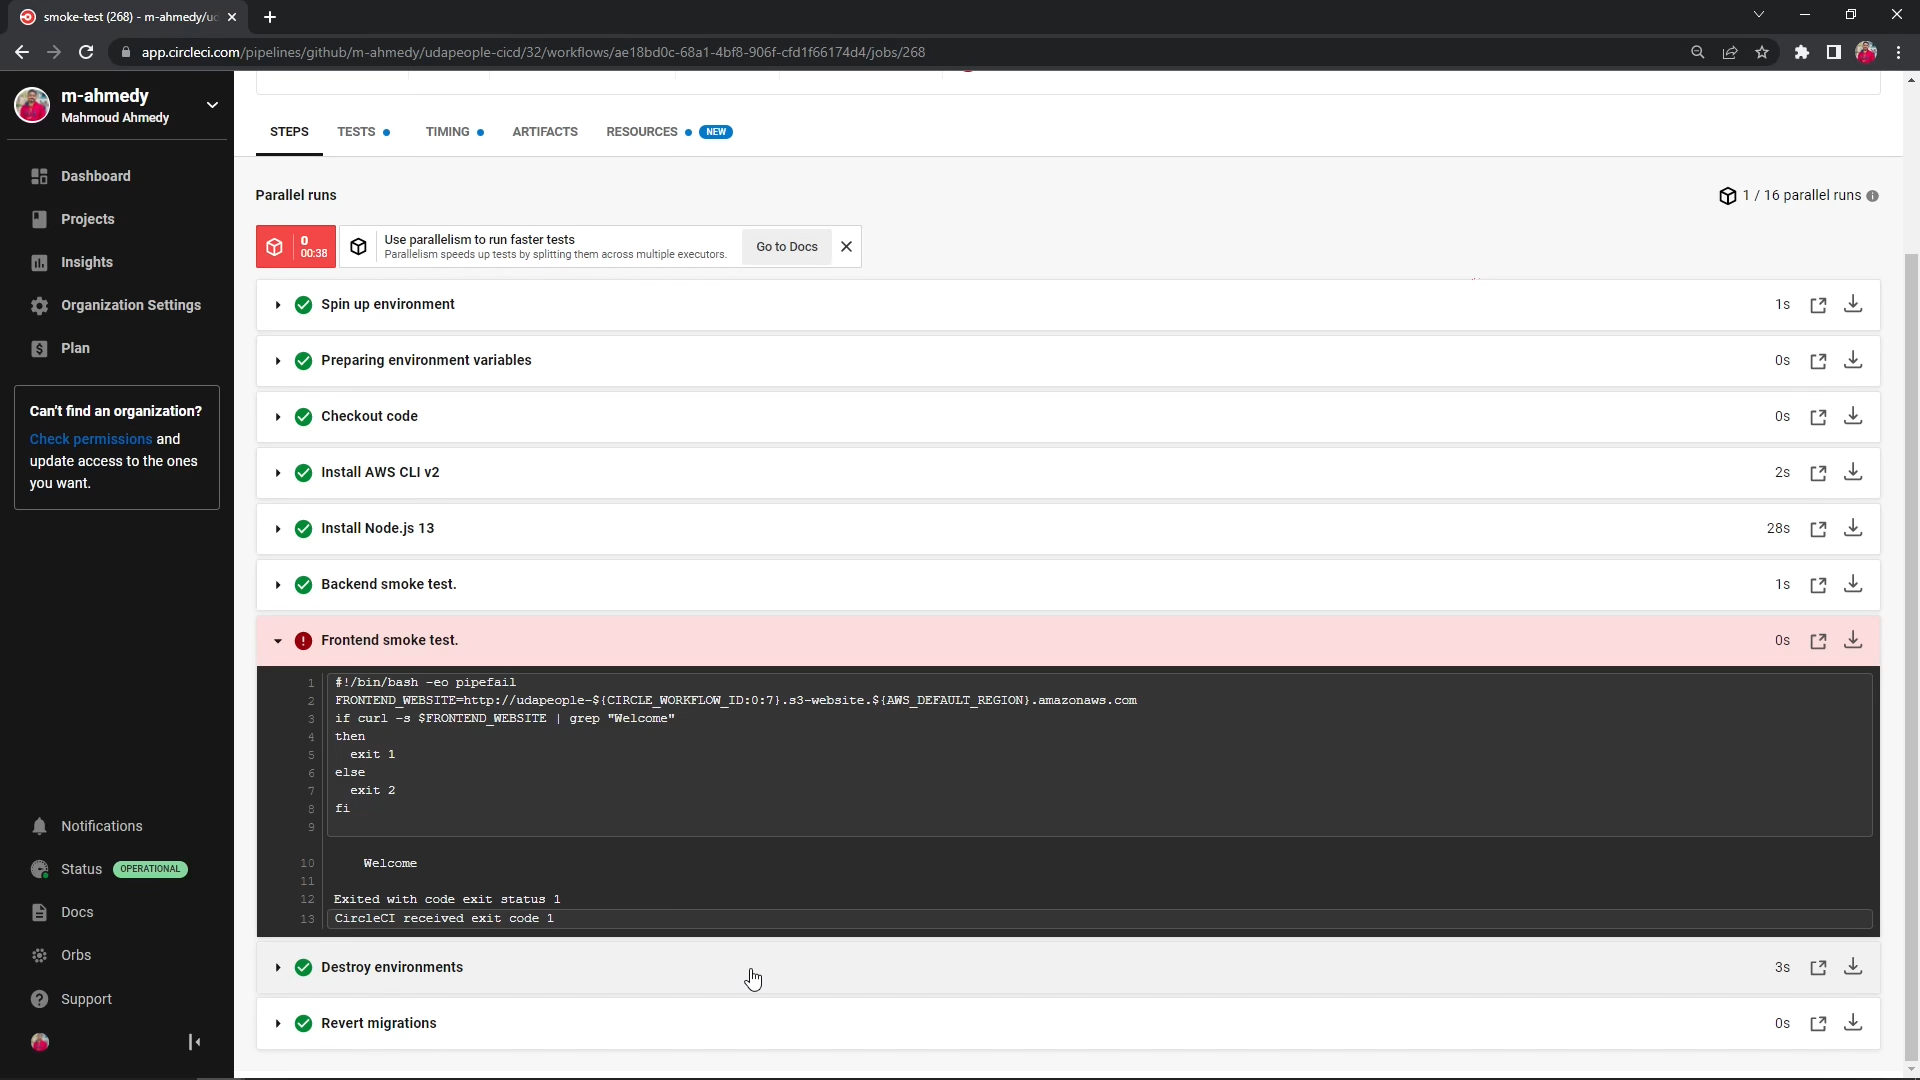 smoke-test (268) - m-ahmedy/ud
app.circleci.com/pipelines/github/m-ahmedy/udapeople-cicd/32/workflows/ae18bd0c-68a1-4bf8-906f-cfd1f66174d4/jobs/268
m-ahmedy
Mahmoud Ahmedy
Dashboard
Projects
Insights
Organization Settings
Plan
Can't find an organization?
Check permissions and
update access to the ones
you want.
Notifications
Status OPERATIONAL
Docs
Orbs
Support
STEPS TESTS TIMING ARTIFACTS RESOURCES NEW
Parallel runs
1 / 16 parallel runs
0
00:38
Use parallelism to run faster tests
Parallelism speeds up tests by splitting them across multiple executors.
Go to Docs
Spin up environment 1s
Preparing environment variables 0s
Checkout code 0s
Install AWS CLI v2 2s
Install Node.js 13 28s
Backend smoke test. 1s
Frontend smoke test. 0s
1 #!/bin/bash -eo pipefail
2 FRONTEND_WEBSITE=http://udapeople-${CIRCLE_WORKFLOW_ID:0:7}.s3-website.${AWS_DEFAULT_REGION}.amazonaws.com
3 if curl -s $FRONTEND_WEBSITE | grep "Welcome"
4 then
5 exit 1
6 else
7 exit 2
8 fi
9
10 Welcome
11
12 Exited with code exit status 1
13 CircleCI received exit code 1
Destroy environments 3s
Revert migrations 0s